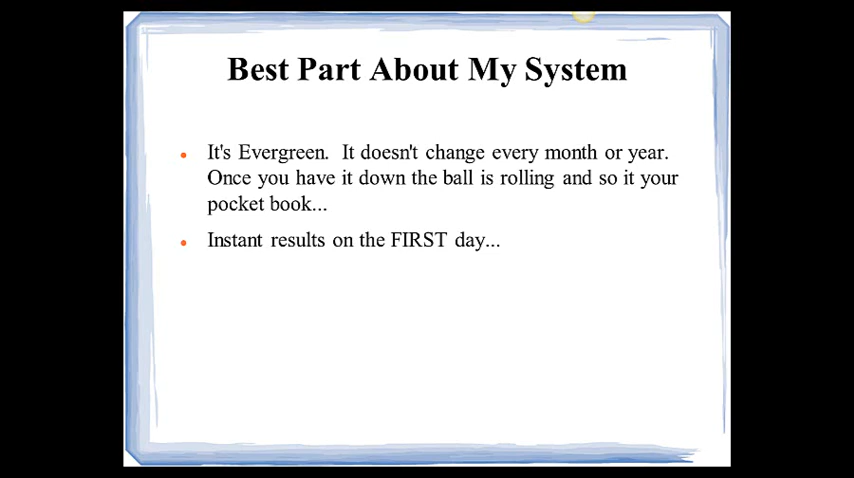 Best Part About My System
It's Evergreen.  It doesn't change every month or year.
Once you have it down the ball is rolling and so it your
pocket book...
Instant results on the FIRST day...